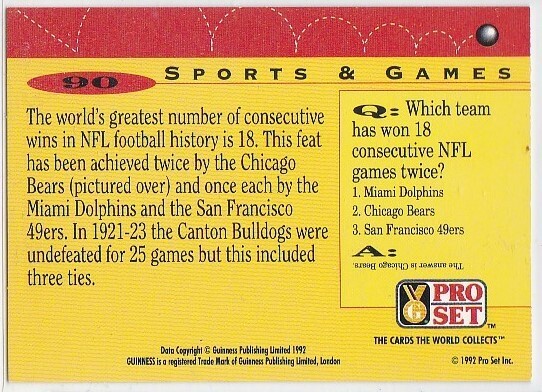 90 SPORTS & GAMES
The world's greatest number of consecutive
wins in NFL football history is 18. This feat
has been achieved twice by the Chicago
Bears (pictured over) and once each by the
Miami Dolphins and the San Francisco
49ers. In 1921-23 the Canton Bulldogs were
undefeated for 25 games but this included
three ties.
Q: Which team
has won 18
consecutive NFL
games twice?
1. Miami Dolphins
2. Chicago Bears
3. San Francisco 49ers
A:
The answer is Chicago Bears.
G
PRO
SET™
THE CARDS THE WORLD COLLECTS™
Data Copyright © Guinness Publishing Limited 1992
GUINNESS is a registered Trade Mark of Guinness Publishing Limited, London
© 1992 Pro Set Inc.